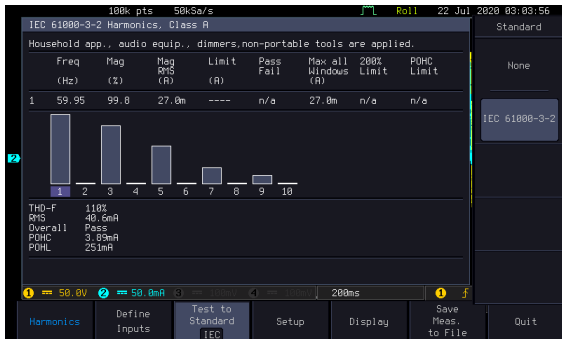 100k pts 50kSa/s Roll 22 Jul 2020 03:03:56
IEC 61000-3-2 Harmonics, Class A
Standard
Household app., audio equip., dimmers,non-portable tools are applied.
Freq Mag Mag Limit Pass Max all 200% POHC
RMS Fail Windows Limit Limit
(Hz) (%) (A) (A) (A)
1 59.95 99.8 27.0m ---- n/a 27.0m n/a n/a
None
IEC 61000-3-2
2
1 2 3 4 5 6 7 8 9 10
THD-F 110%
RMS 40.6mA
Overall Pass
POHC 3.89mA
POHL 251mA
1 50.0V 2 50.0mA 3 4 200ms 1
Harmonics
Define Inputs
Test to Standard
IEC
Setup
Display
Save Meas. to File
Quit